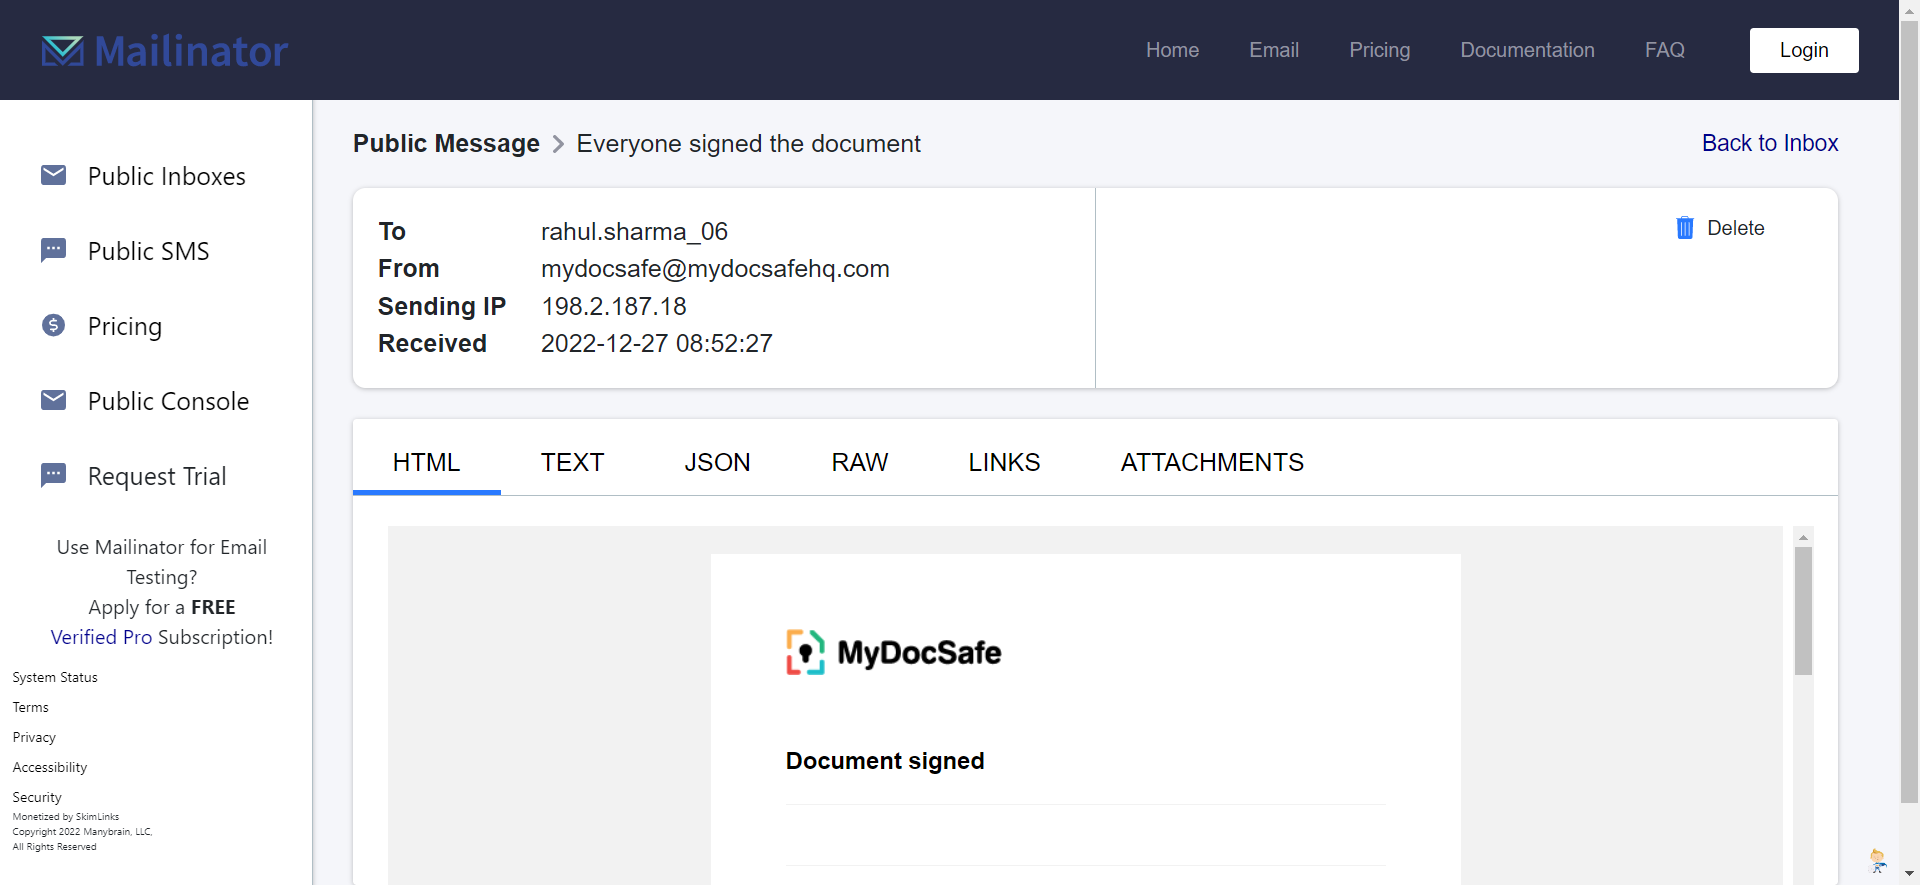 Mailinator
Home
Email
Pricing
Documentation
FAQ
Login
Public Inboxes
Public SMS
Pricing
Public Console
Request Trial
Use Mailinator for Email
Testing?
Apply for a FREE
Verified Pro Subscription!
System Status
Terms
Privacy
Accessibility
Security
Monetized by SkimLinks
Copyright 2022 Manybrain, LLC,
All Rights Reserved
Public Message > Everyone signed the document
Back to Inbox
To rahul.sharma_06
From mydocsafe@mydocsafehq.com
Sending IP 198.2.187.18
Received 2022-12-27 08:52:27
Delete
HTML
TEXT
JSON
RAW
LINKS
ATTACHMENTS
MyDocSafe
Document signed